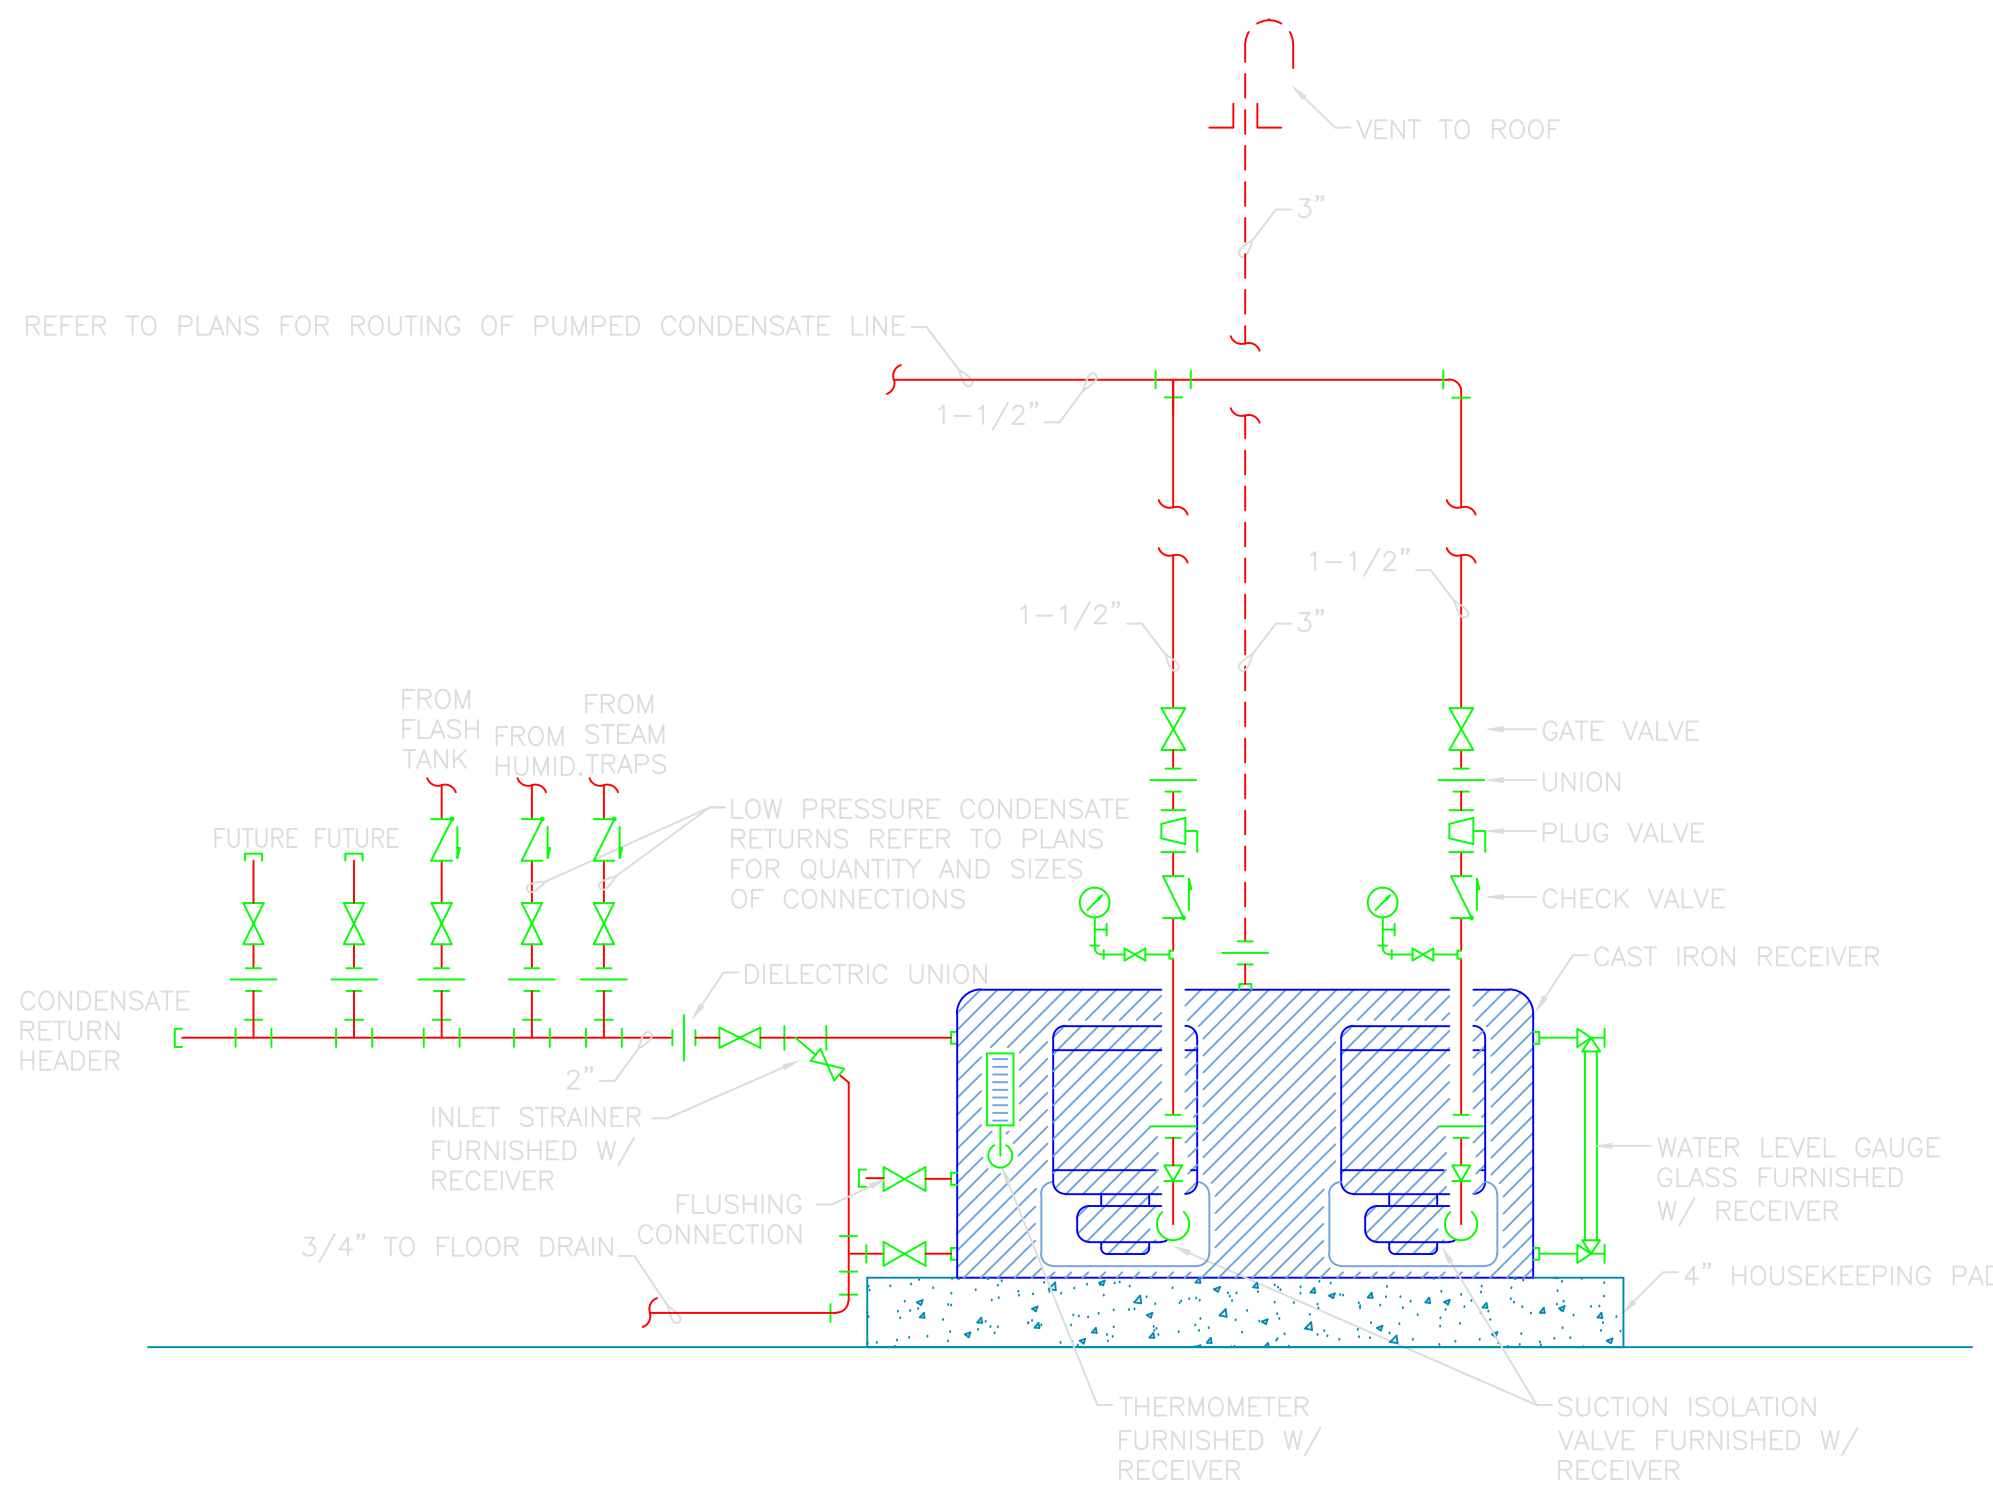 VENT TO ROOF
3”
REFER TO PLANS FOR ROUTING OF PUMPED CONDENSATE LINE
1-1/2”
1-1/2”
1-1/2”
3”
FROM
FLASH
TANK
FROM
HUMID.
FROM
STEAM
TRAPS
GATE VALVE
UNION
PLUG VALVE
CHECK VALVE
FUTURE
FUTURE
LOW PRESSURE CONDENSATE
RETURNS REFER TO PLANS
FOR QUANTITY AND SIZES
OF CONNECTIONS
DIELECTRIC UNION
CAST IRON RECEIVER
CONDENSATE
RETURN
HEADER
2”
INLET STRAINER
FURNISHED W/
RECEIVER
FLUSHING
CONNECTION
3/4” TO FLOOR DRAIN
WATER LEVEL GAUGE
GLASS FURNISHED
W/ RECEIVER
4” HOUSEKEEPING PAD
THERMOMETER
FURNISHED W/
RECEIVER
SUCTION ISOLATION
VALVE FURNISHED W/
RECEIVER